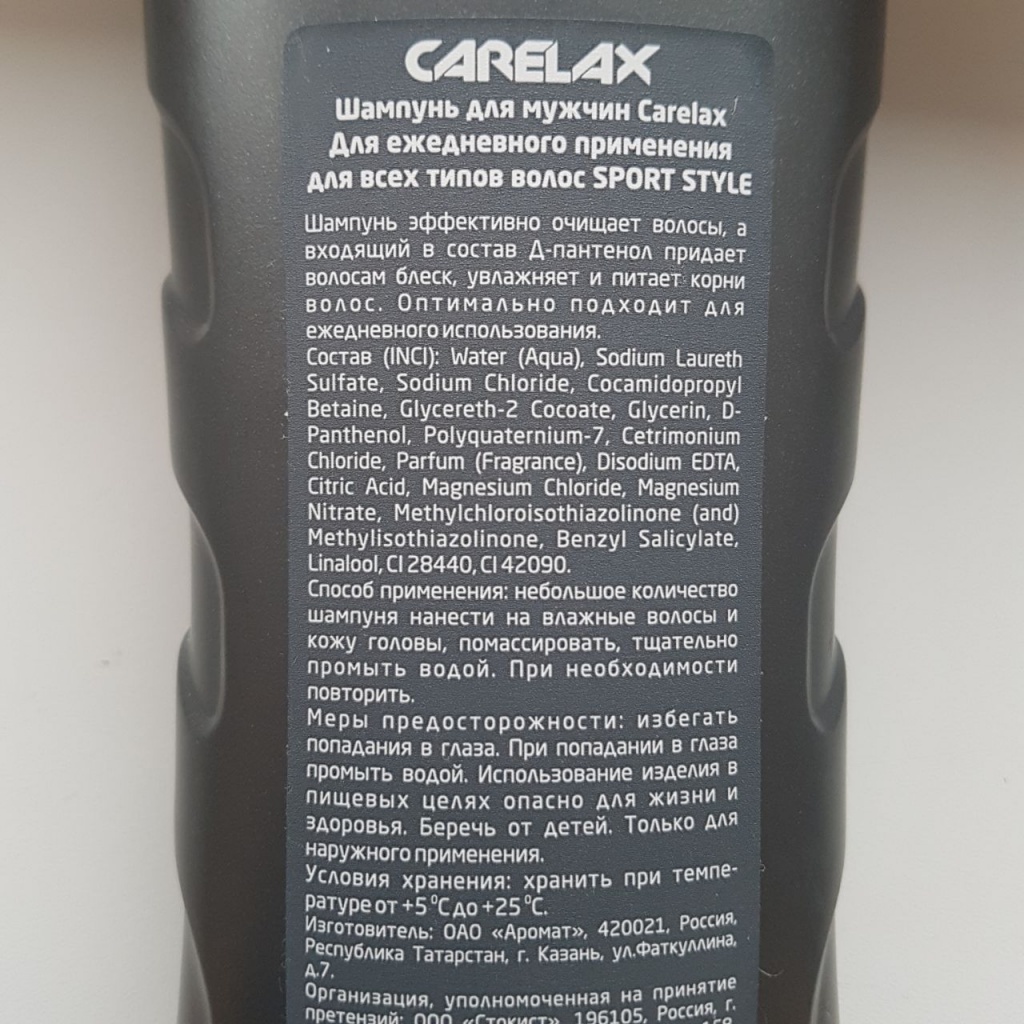 CARELAX
Шампунь для мужчин Carelax
Для ежедневного применения
для всех типов волос SPORT STYLE
Шампунь эффективно очищает волосы, а
входящий в состав Д-пантенол придает
волосам блеск, увлажняет и питает корни
волос. Оптимально подходит для
ежедневного использования.
Состав (INCI): Water (Aqua), Sodium Laureth
Sulfate, Sodium Chloride, Cocamidopropyl
Betaine, Glycereth-2 Cocoate, Glycerin, D-
Panthenol, Polyquaternium-7, Cetrimonium
Chloride, Parfum (Fragrance), Disodium EDTA,
Citric Acid, Magnesium Chloride, Magnesium
Nitrate, Methylchloroisothiazolinone (and)
Methylisothiazolinone, Benzyl Salicylate,
Linalool, CI 28440, CI 42090.
Способ применения: небольшое количество
шампуня нанести на влажные волосы и
кожу головы, помассировать, тщательно
промыть водой. При необходимости
повторить.
Меры предосторожности: избегать
попадания в глаза. При попадании в глаза
промыть водой. Использование изделия в
пищевых целях опасно для жизни и
здоровья. Беречь от детей. Только для
наружного применения.
Условия хранения: хранить при темпе-
ратуре от +5 °C до +25 °C.
Изготовитель: ОАО «Аромат», 420021, Россия,
Республика Татарстан, г. Казань, ул.Фаткуллина,
д.7.
Организация, уполномоченная на принятие
претензий: ООО «Стокист», 196105, Россия, г.